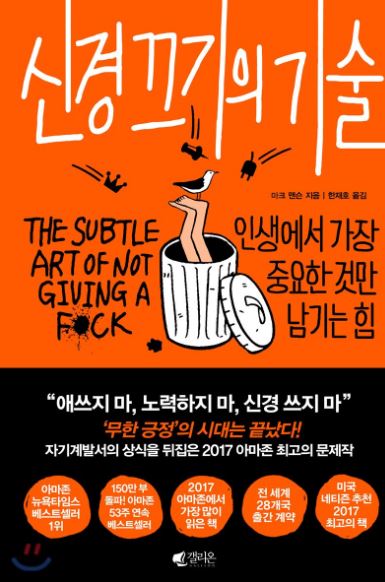 신경 끄기의 기술
마크 맨슨 지음 | 한재호 옮김
THE SUBTLE
ART OF NOT
GIVING A
F*CK
인생에서 가장
중요한 것만
남기는 힘
“애쓰지 마, 노력하지 마, 신경 쓰지 마”
‘무한 긍정’의 시대는 끝났다!
자기계발서의 상식을 뒤집은 2017 아마존 최고의 문제작
아마존
뉴욕타임스
베스트셀러
1위
150만 부
돌파! 아마존
53주 연속
베스트셀러
2017
아마존에서
가장 많이
읽은 책
전 세계
28개국
출간 계약
미국
네티즌 추천
2017
최고의 책
갤리온
GALLEON